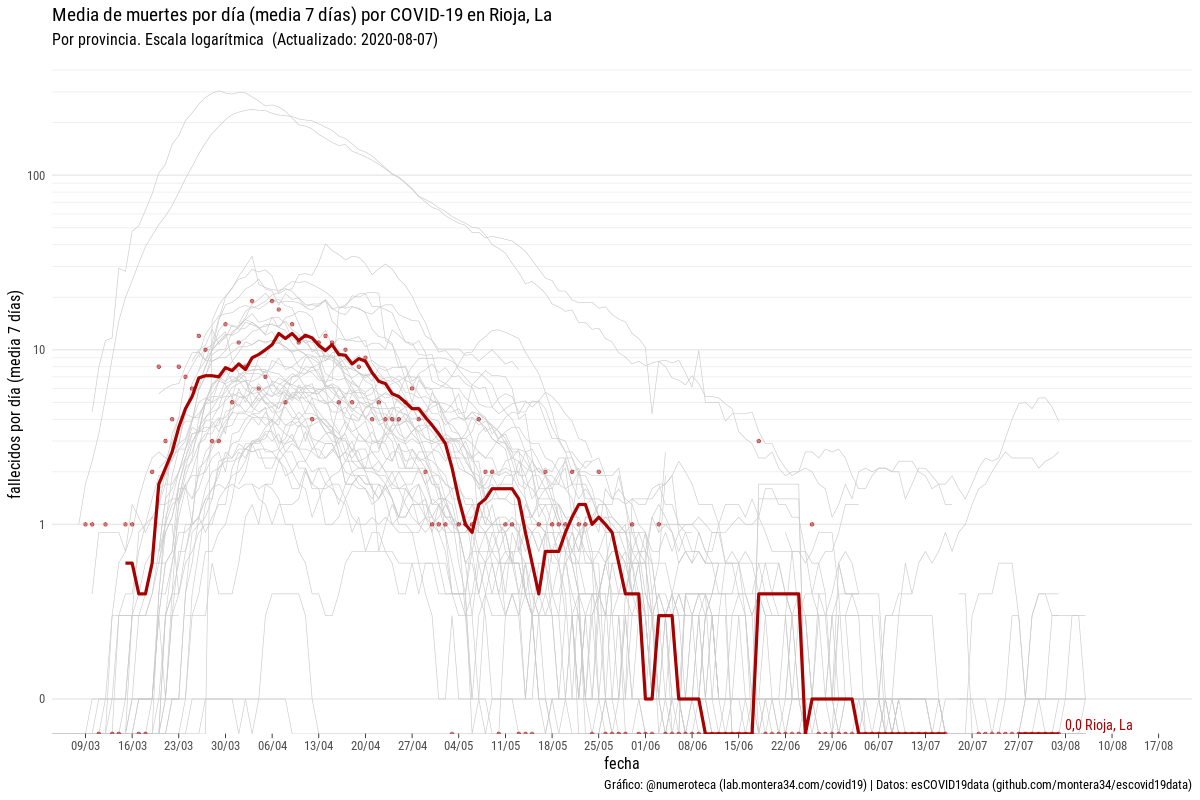 Media de muertes por día (media 7 días) por COVID-19 en Rioja, La
Por provincia. Escala logarítmica  (Actualizado: 2020-08-07)
fallecidos por día (media  7 días)
100
10
1
0
0,0 Rioja, La
09/03 16/03 23/03 30/03 06/04 13/04 20/04 27/04 04/05 11/05 18/05 25/05 01/06 08/06 15/06 22/06 29/06 06/07 13/07 20/07 27/07 03/08 10/08 17/08
fecha
Gráfico: @numeroteca (lab.montera34.com/covid19) | Datos: esCOVID19data (github.com/montera34/escovid19data)